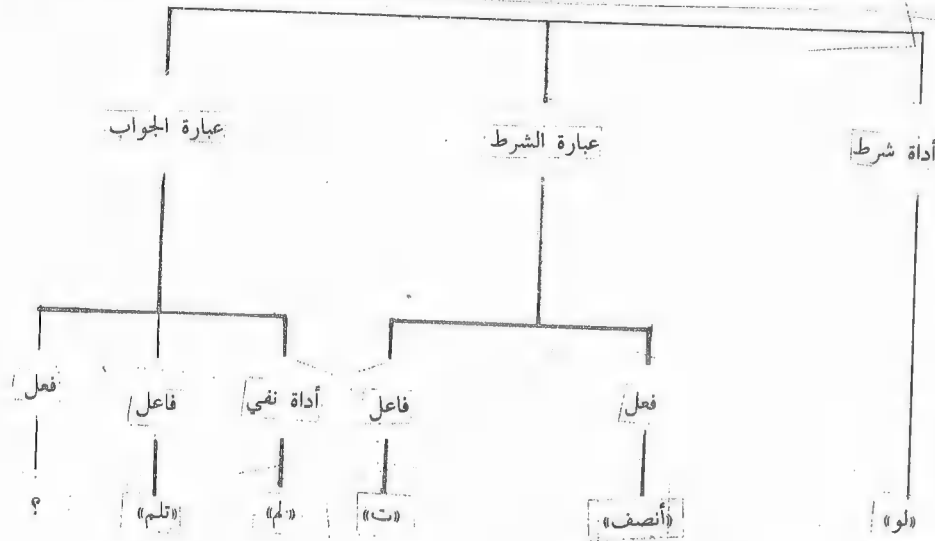 أداة شرط عبارة الشرط عبارة الجواب
فعل فاعل أداة نفي فاعل فعل
«لو» «أنصف» «ت» «لم» «تلم» ؟